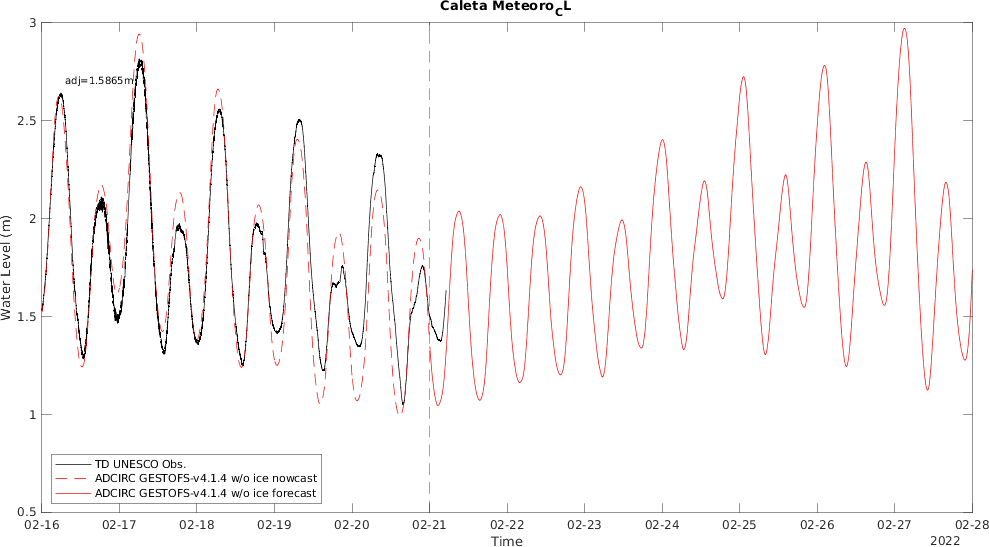 Caleta Meteoro_CL
adj=1.5865m
Water Level (m)
3
2.5
2
1.5
1
0.5
TD UNESCO Obs.
ADCIRC GESTOFS-v4.1.4 w/o ice nowcast
ADCIRC GESTOFS-v4.1.4 w/o ice forecast
02-16 02-17 02-18 02-19 02-20 02-21 02-22 02-23 02-24 02-25 02-26 02-27 02-28
Time
2022